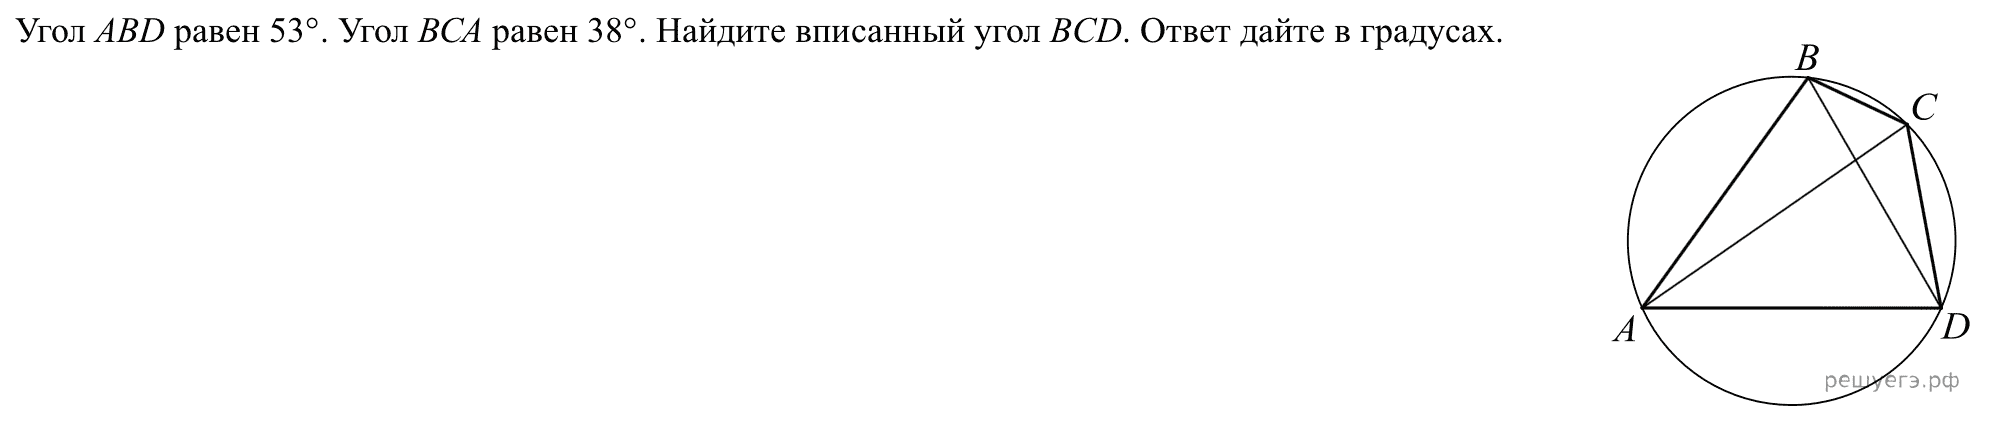 Угол ABD равен 53°. Угол BCA равен 38°. Найдите вписанный угол BCD. Ответ дайте в градусах.
B
C
A
D
решуегэ.рф